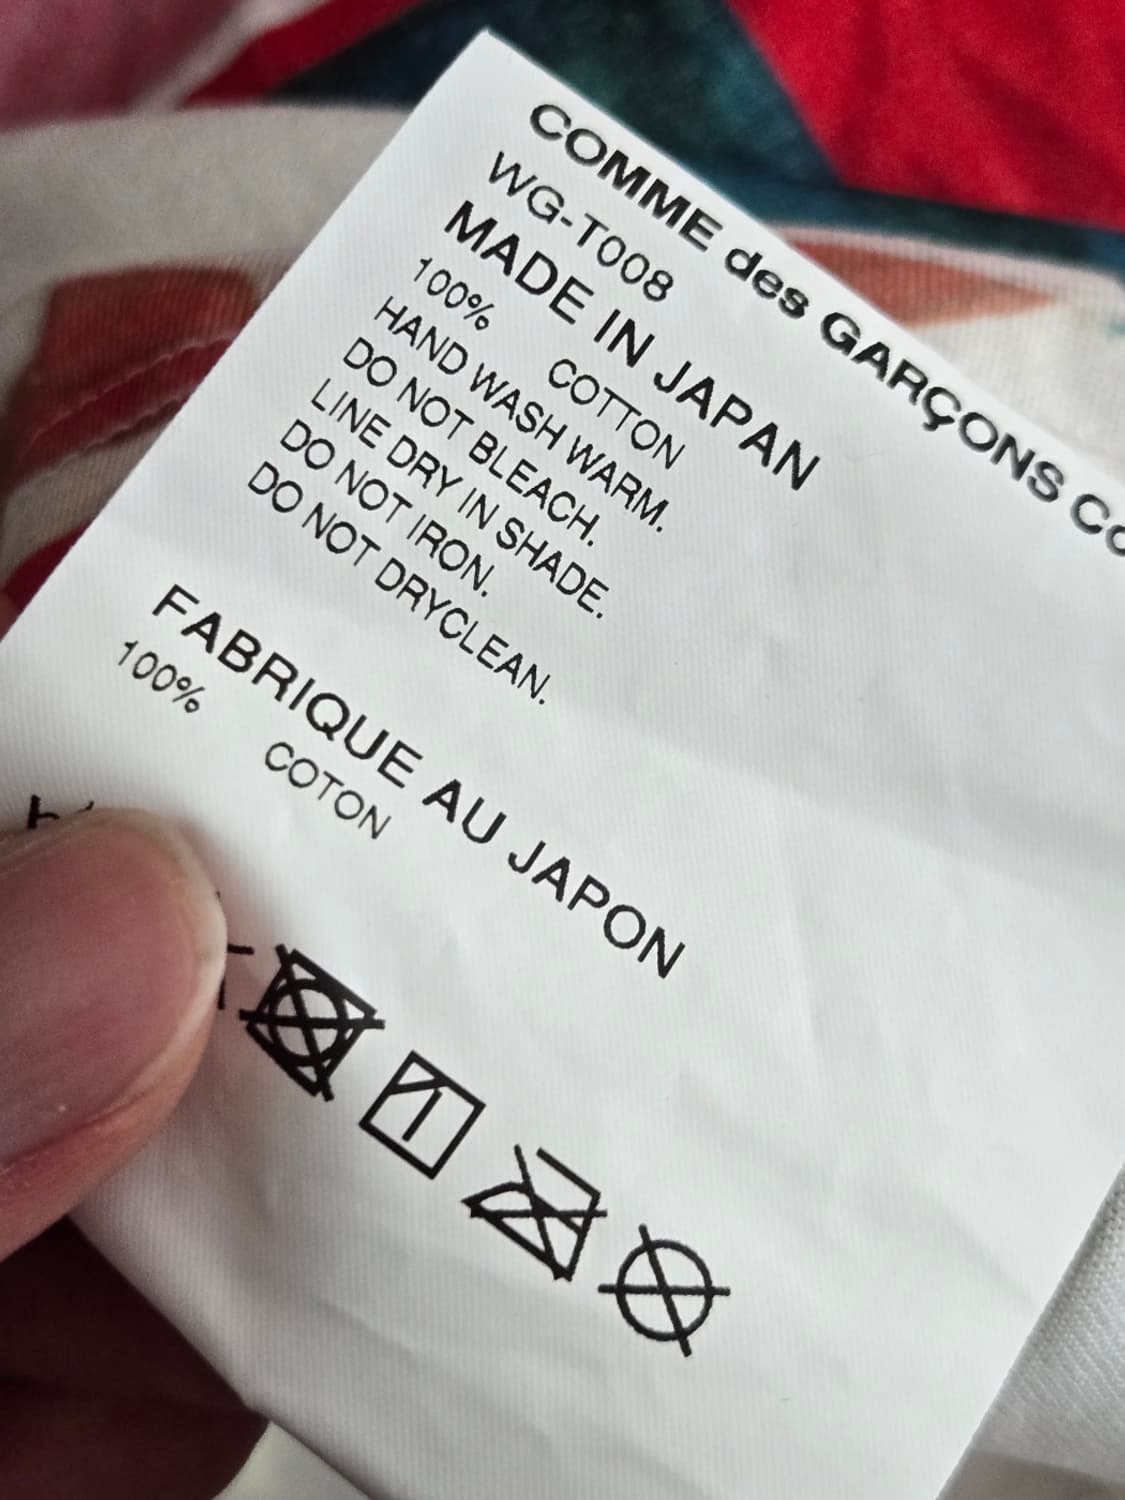 COMME des GARÇONS Co
WG-T008
MADE IN JAPAN
100% COTTON
HAND WASH WARM.
DO NOT BLEACH.
LINE DRY IN SHADE.
DO NOT IRON.
DO NOT DRYCLEAN.
FABRIQUE AU JAPON
100% COTON